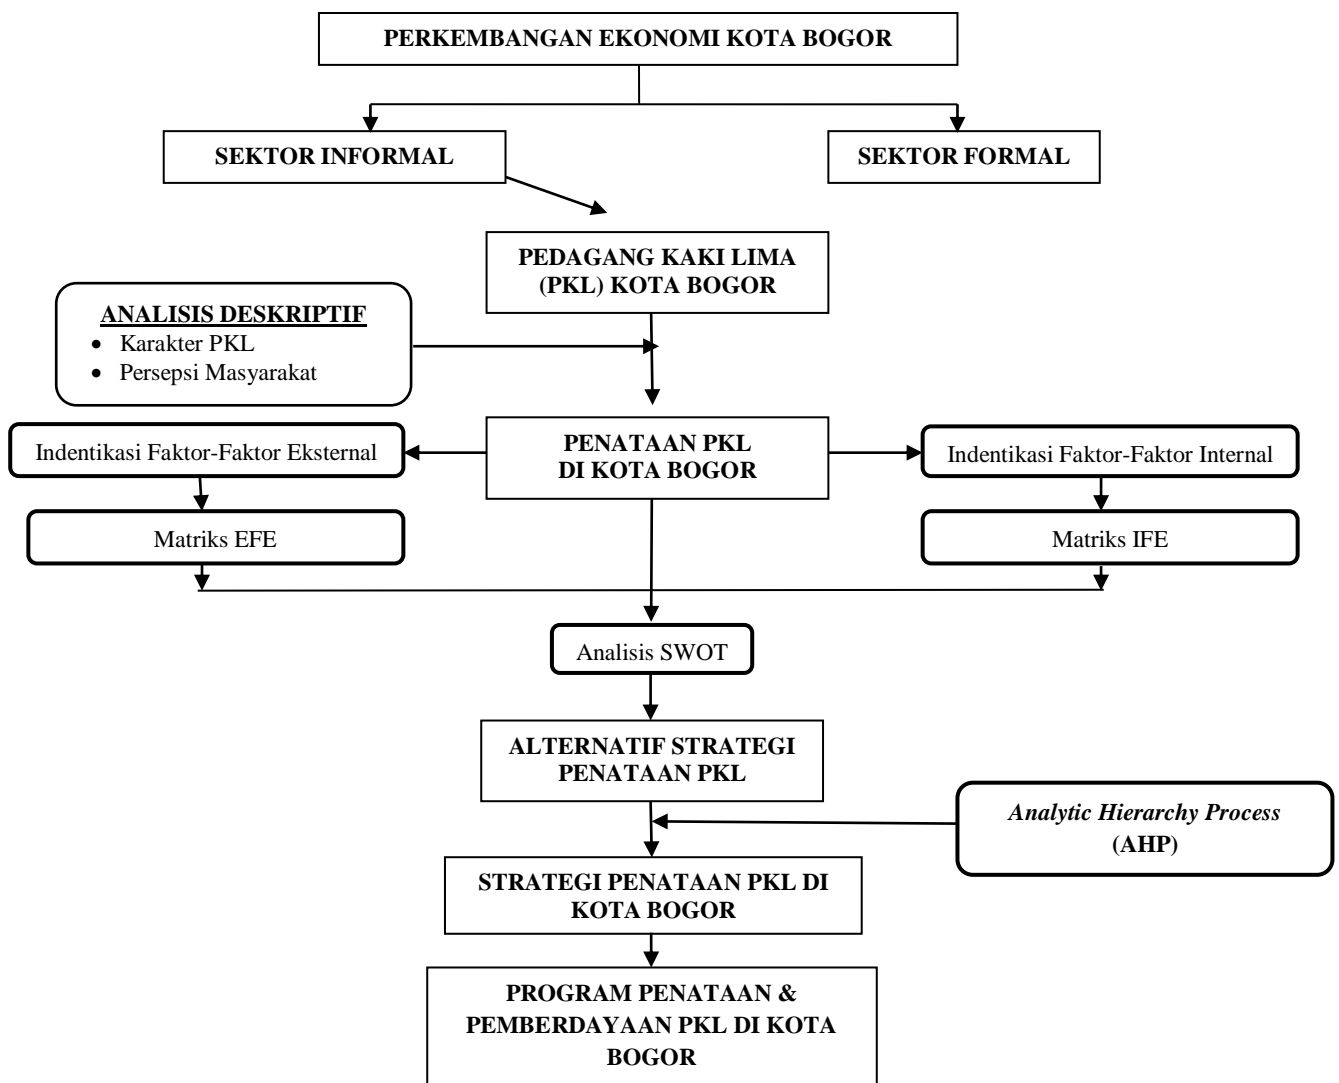 PERKEMBANGAN EKONOMI KOTA BOGOR
SEKTOR INFORMAL
SEKTOR FORMAL
PEDAGANG KAKI LIMA
(PKL) KOTA BOGOR
ANALISIS DESKRIPTIF
• Karakter PKL
• Persepsi Masyarakat
Indentikasi Faktor-Faktor Eksternal
PENATAAN PKL
DI KOTA BOGOR
Indentikasi Faktor-Faktor Internal
Matriks EFE
Matriks IFE
Analisis SWOT
ALTERNATIF STRATEGI
PENATAAN PKL
Analytic Hierarchy Process
(AHP)
STRATEGI PENATAAN PKL DI
KOTA BOGOR
PROGRAM PENATAAN &
PEMBERDAYAAN PKL DI KOTA
BOGOR